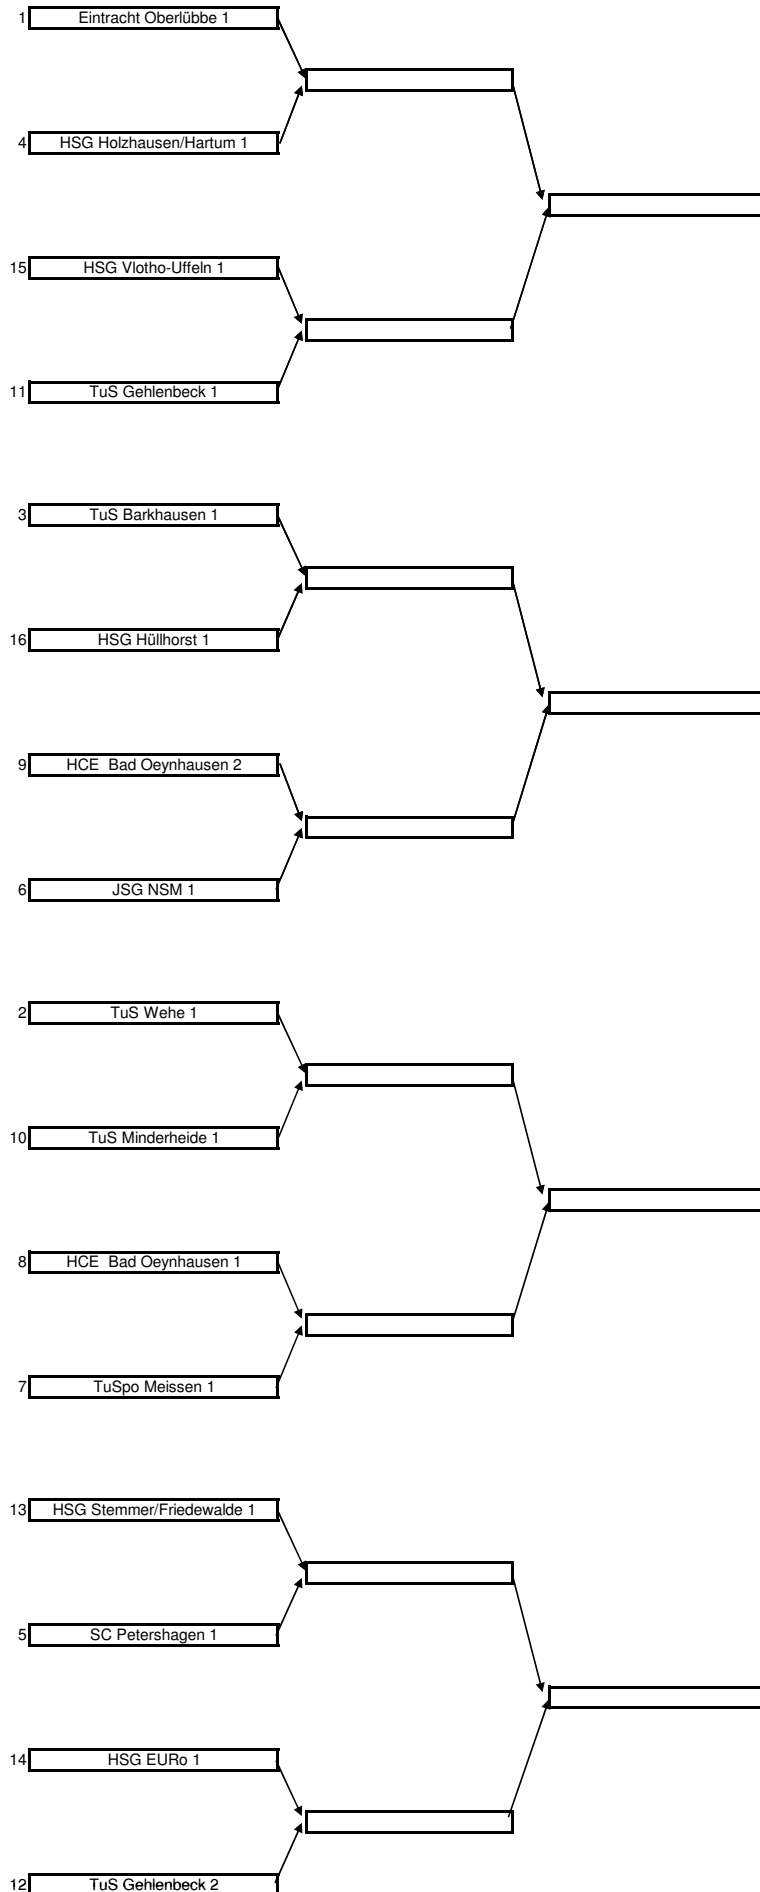 1 Eintracht Oberlübbe 1
4 HSG Holzhausen/Hartum 1
15 HSG Vlotho-Uffeln 1
11 TuS Gehlenbeck 1
3 TuS Barkhausen 1
16 HSG Hüllhorst 1
9 HCE  Bad Oeynhausen 2
6 JSG NSM 1
2 TuS Wehe 1
10 TuS Minderheide 1
8 HCE  Bad Oeynhausen 1
7 TuSpo Meissen 1
13 HSG Stemmer/Friedewalde 1
5 SC Petershagen 1
14 HSG EURo 1
12 TuS Gehlenbeck 2